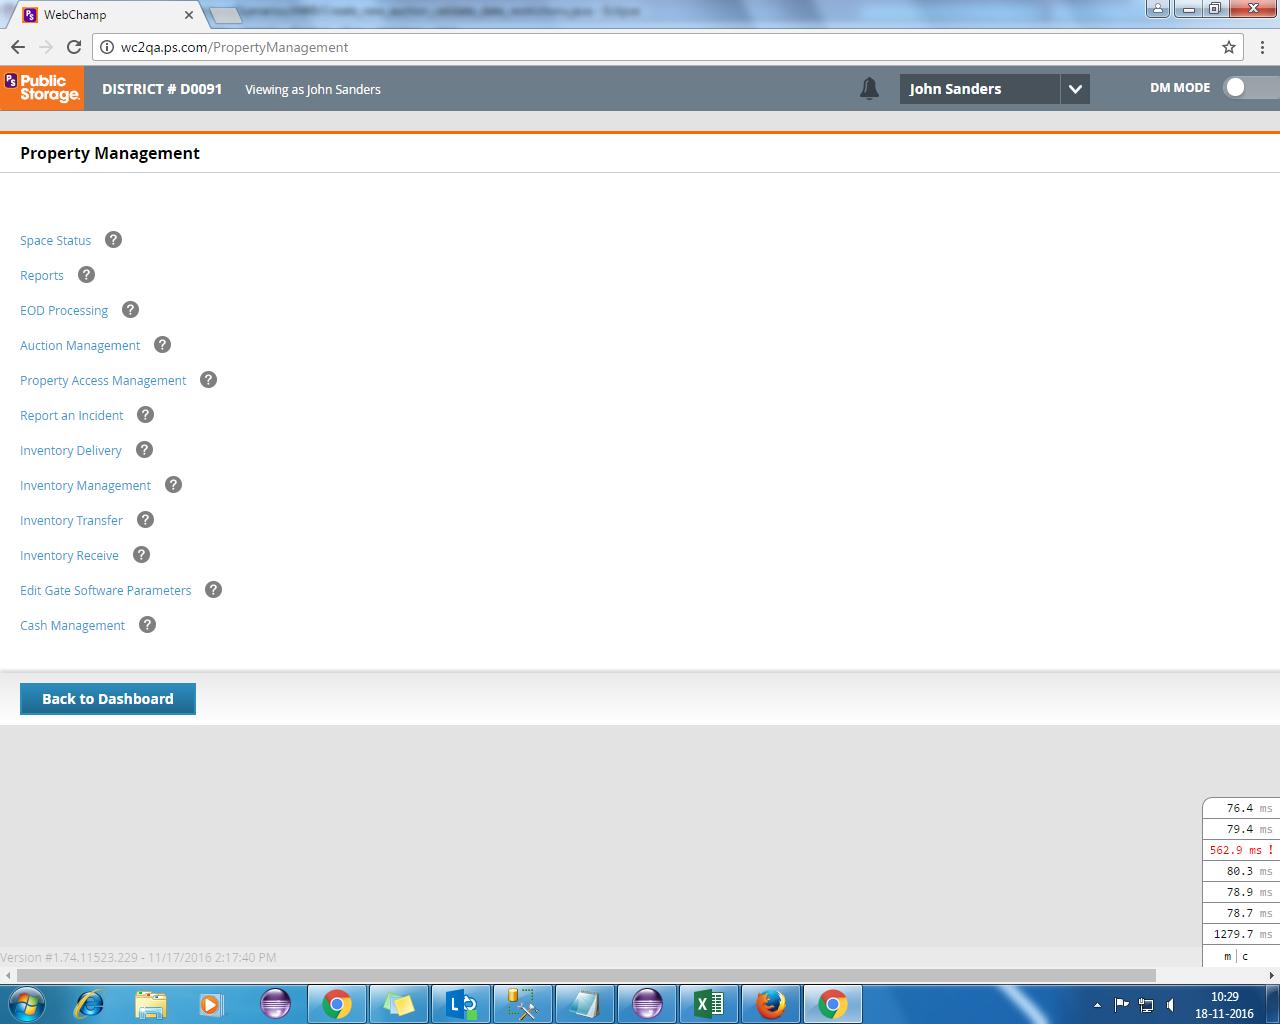 WebChamp
wc2qa.ps.com/PropertyManagement
PS Public Storage.
DISTRICT # D0091
Viewing as John Sanders
John Sanders
DM MODE
Property Management
Space Status ?
Reports ?
EOD Processing ?
Auction Management ?
Property Access Management ?
Report an Incident ?
Inventory Delivery ?
Inventory Management ?
Inventory Transfer ?
Inventory Receive ?
Edit Gate Software Parameters ?
Cash Management ?
Back to Dashboard
76.4 ms
79.4 ms
562.9 ms !
80.3 ms
78.9 ms
78.7 ms
1279.7 ms
m | c
Version #1.74.11523.229 - 11/17/2016 2:17:40 PM
10:29
18-11-2016